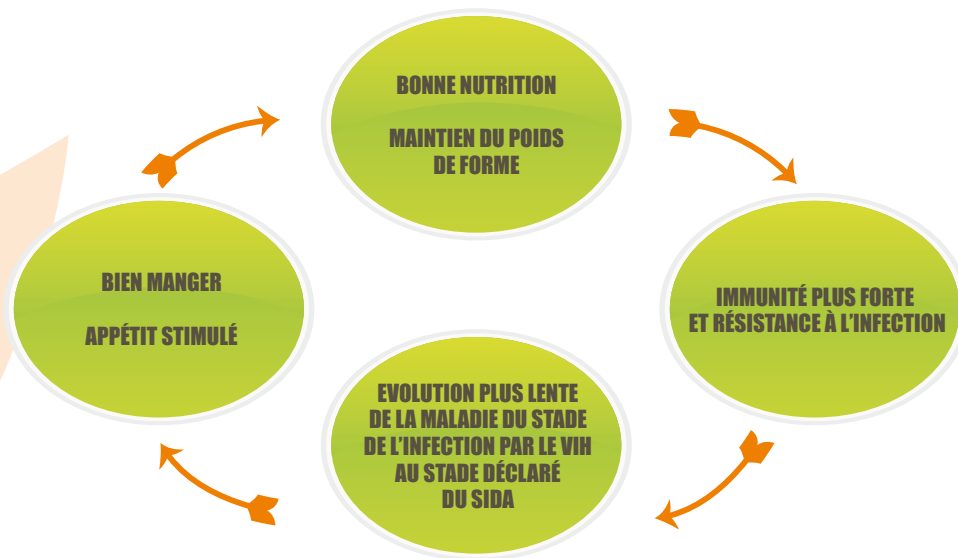 BONNE NUTRITION
MAINTIEN DU POIDS
DE FORME
BIEN MANGER
APPÉTIT STIMULÉ
IMMUNITÉ PLUS FORTE
ET RÉSISTANCE À L'INFECTION
EVOLUTION PLUS LENTE
DE LA MALADIE DU STADE
DE L'INFECTION PAR LE VIH
AU STADE DÉCLARÉ
DU SIDA